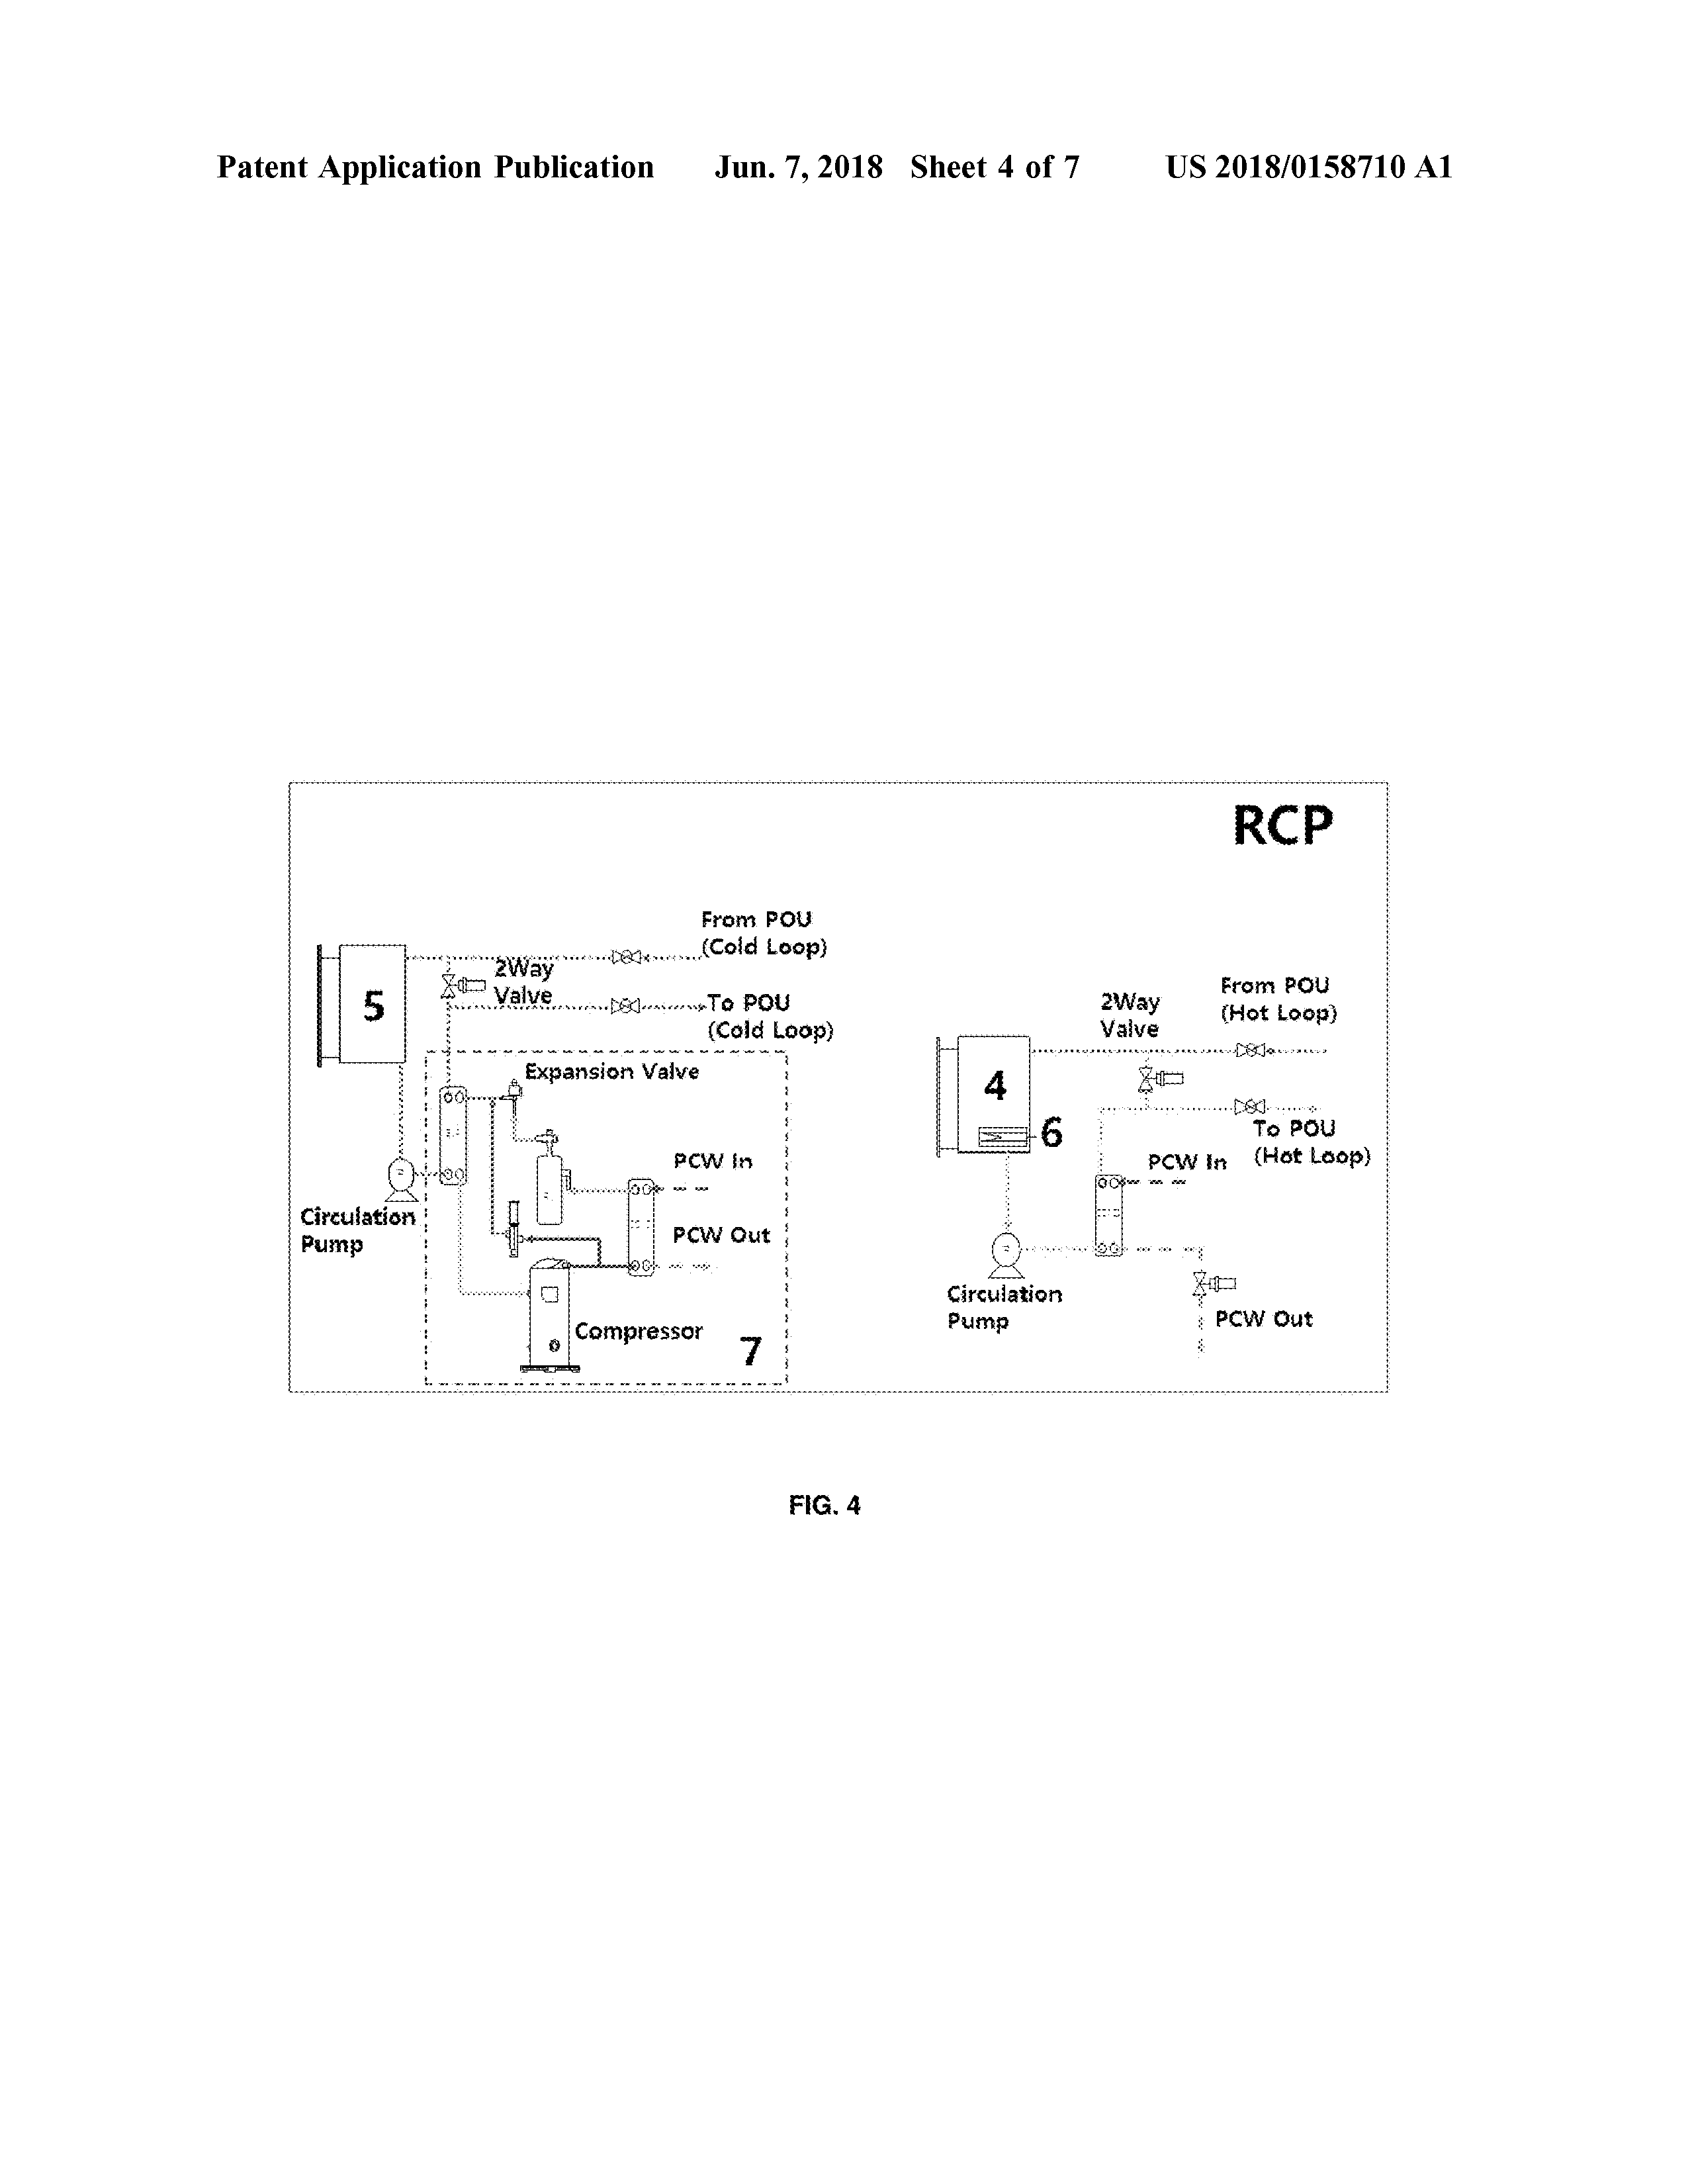 Patent Application Publication Jun. 7, 2018 Sheet 4 of 7 US 2018/0158710 A1
RCP
From POU
(Cold Loop)
2Way
Valve
To POU
(Cold Loop)
5
Expansion Valve
PCW In
PCW Out
Circulation
Pump
Compressor
7
From POU
(Hot Loop)
2Way
Valve
4
6
To POU
(Hot Loop)
PCW In
Circulation
Pump
PCW Out
FIG. 4